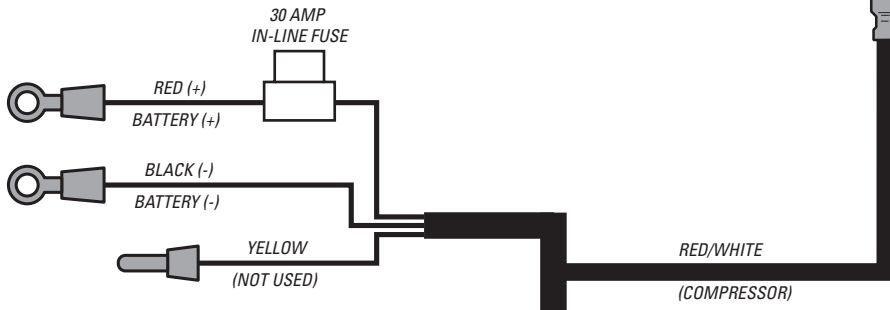 30 AMP
IN-LINE FUSE
RED (+)
BATTERY (+)
BLACK (-)
BATTERY (-)
YELLOW
(NOT USED)
RED/WHITE
(COMPRESSOR)